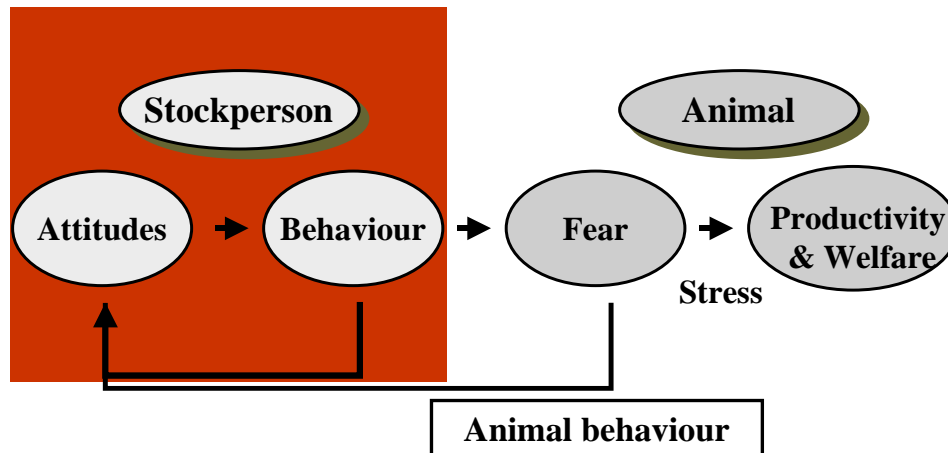 Stockperson
Animal
Attitudes
Behaviour
Fear
Productivity
& Welfare
Stress
Animal behaviour